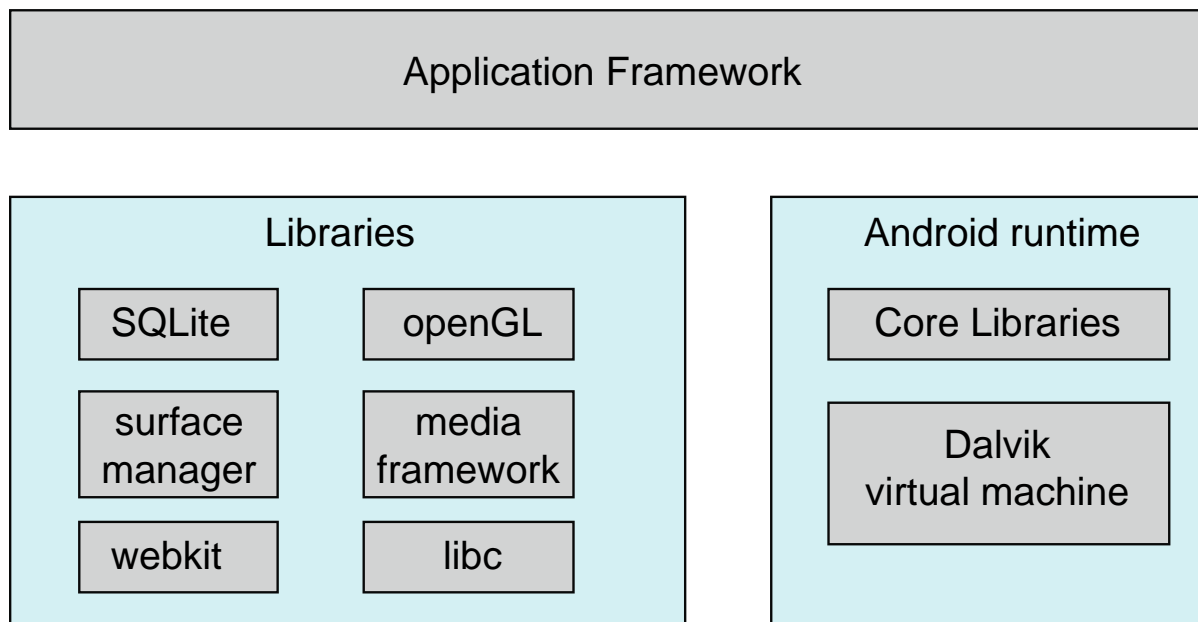 Application Framework
Libraries
SQLite
openGL
surface
manager
media
framework
webkit
libc
Android runtime
Core Libraries
Dalvik
virtual machine